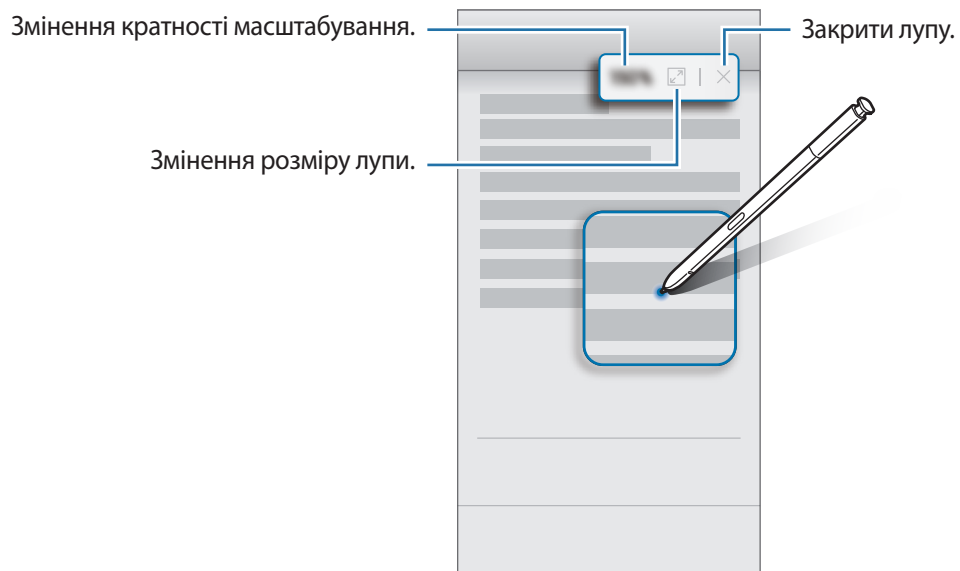 Змінення кратності масштабування.
Закрити лупу.
Змінення розміру лупи.